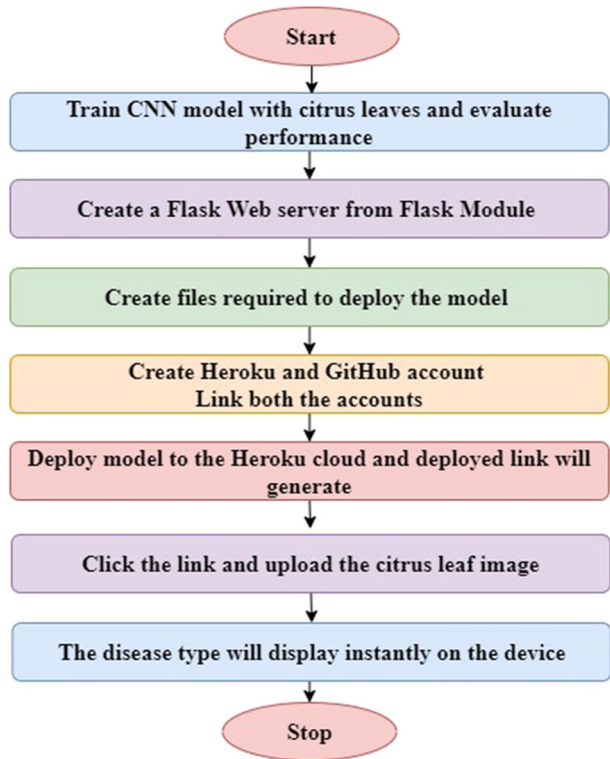 Start
Train CNN model with citrus leaves and evaluate
performance
Create a Flask Web server from Flask Module
Create files required to deploy the model
Create Heroku and GitHub account
Link both the accounts
Deploy model to the Heroku cloud and deployed link will
generate
Click the link and upload the citrus leaf image
The disease type will display instantly on the device
Stop